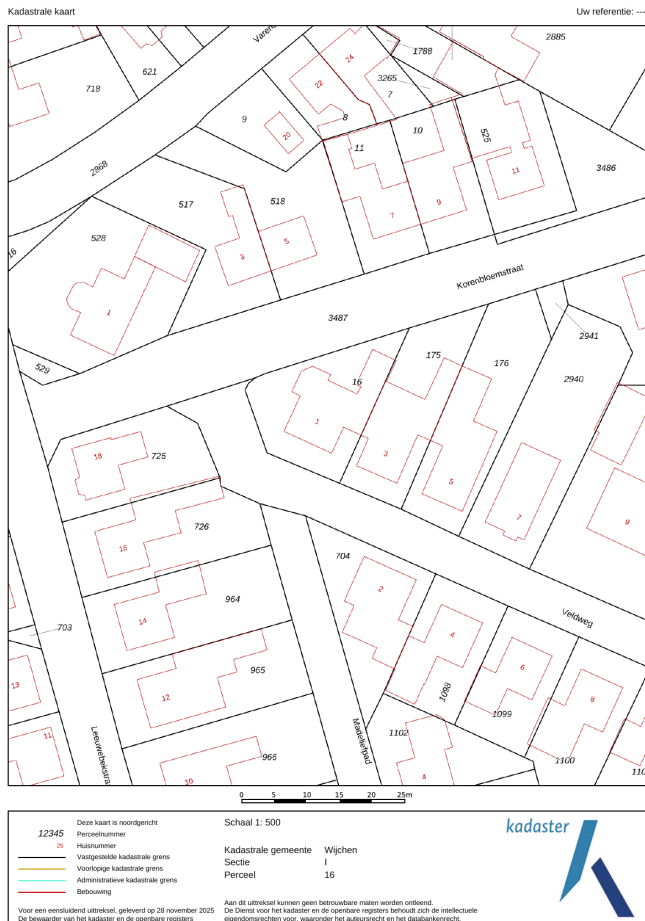 Kadastrale kaart
Uw referentie: ---
2885
1788
621
718
3265
24
22
7
9
20
8
10
525
11
11
3486
2868
517
518
7
9
528
5
3
16
1
Korenbloemstraat
3487
2941
529
175
176
2940
16
1
3
5
18
725
7
9
726
16
704
2
964
14
Veldweg
4
703
6
965
13
12
1098
8
1099
Leeuwebekstra
Madeliefpad
1102
11
966
1100
110
10
4
0 5 10 15 20 25m
Deze kaart is noordgericht
12345 Perceelnummer
25 Huisnummer
Vastgestelde kadastrale grens
Voorlopige kadastrale grens
Administratieve kadastrale grens
Bebouwing
Voor een eensluidend uittreksel, geleverd op 28 november 2025
De bewaarder van het kadaster en de openbare registers
Schaal 1: 500
Kadastrale gemeente Wijchen
Sectie I
Perceel 16
Aan dit uittreksel kunnen geen betrouwbare maten worden ontleend.
De Dienst voor het kadaster en de openbare registers behoudt zich de intellectuele
eigendomsrechten voor, waaronder het auteursrecht en het databankenrecht.
kadaster